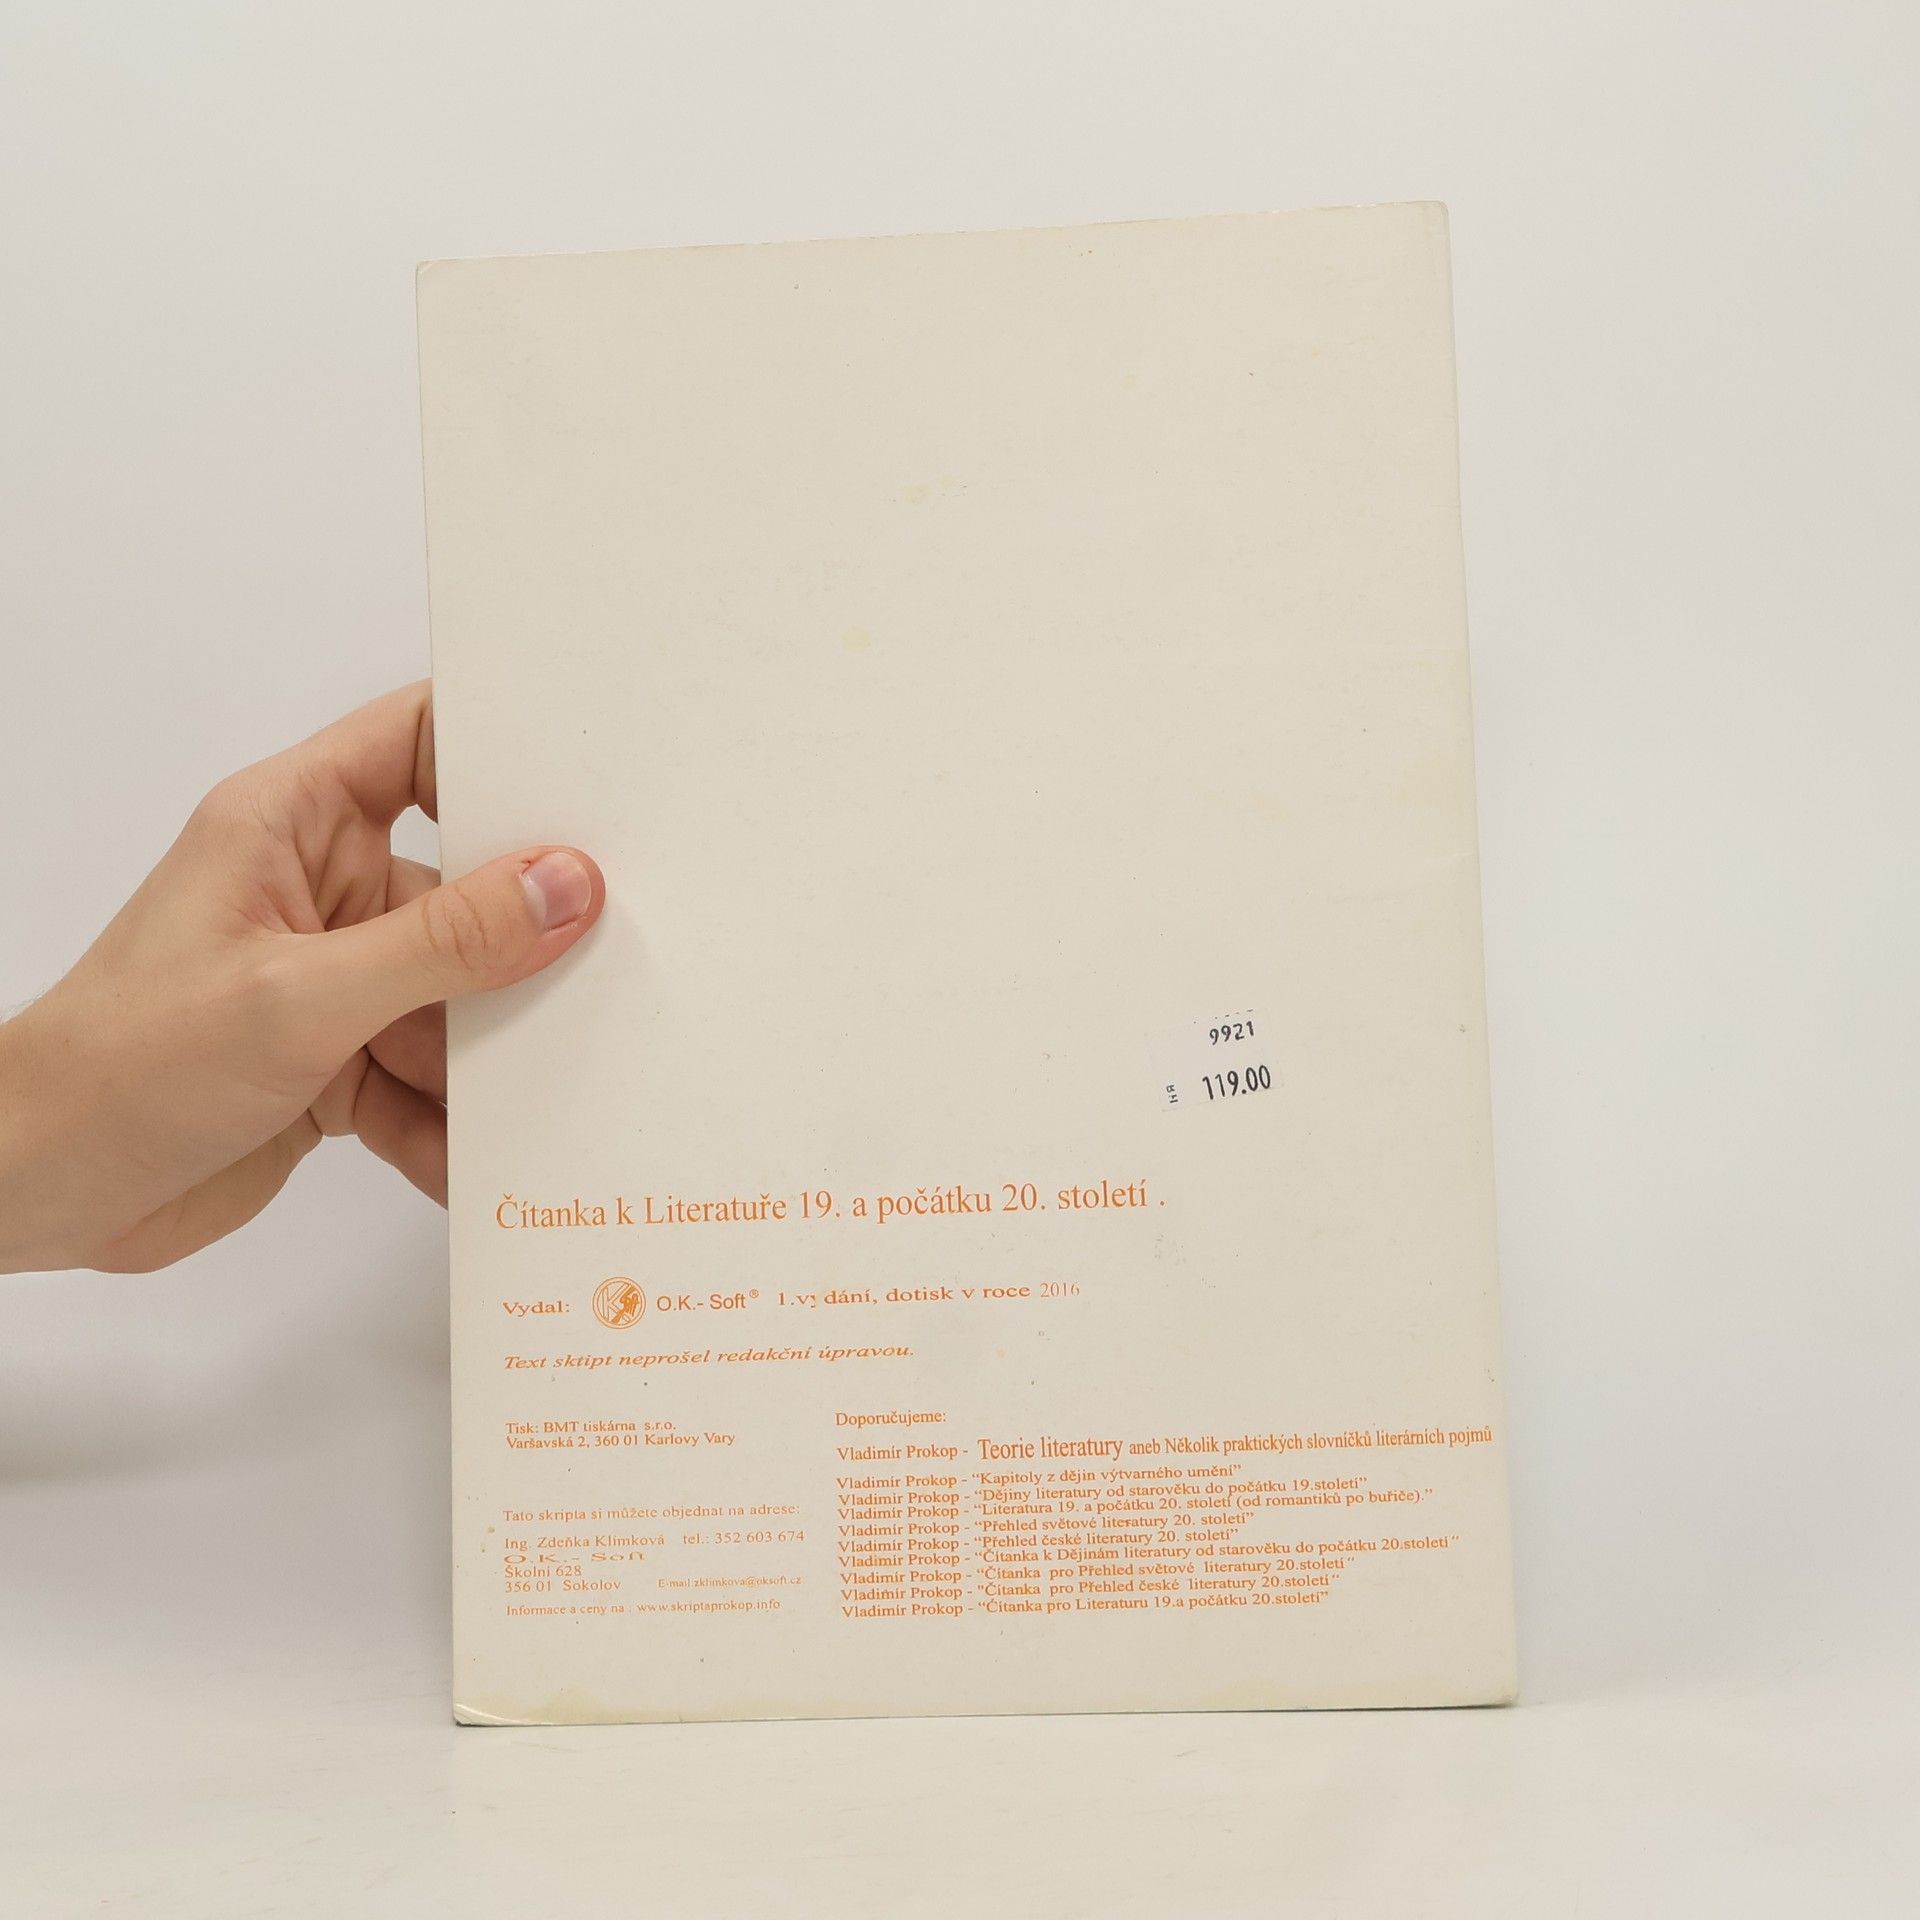 9921
HR 119.00
Čítanka k Literatuře 19. a počátku 20. století .
Vydal: O.K.- Soft® 1.vydání, dotisk v roce 2016
Text sktipt neprošel redakční úpravou.
Tisk: BMT tiskárna s.r.o.
Varšavská 2, 360 01 Karlovy Vary
Tato skripta si můžete objednat na adrese:
Ing. Zdeňka Klímková tel.: 352 603 674
O.K.- Soft
Školní 628
356 01 Sokolov E-mail:zklimkova@oksoft.cz
Informace a ceny na : www.skriptaprokop.info
Doporučujeme:
Vladimír Prokop - Teorie literatury aneb Několik praktických slovníčků literárních pojmů
Vladimír Prokop - “Kapitoly z dějin výtvarného umění”
Vladimír Prokop - “Dějiny literatury od starověku do počátku 19.století”
Vladimír Prokop - “Literatura 19. a počátku 20. století (od romantiků po buřiče).”
Vladimír Prokop - “Přehled světové literatury 20. století”
Vladimír Prokop - “Přehled české literatury 20. století”
Vladimír Prokop - “Čítanka k Dějinám literatury od starověku do počátku 20.století “
Vladimír Prokop - “Čítanka pro Přehled světové literatury 20.století “
Vladimír Prokop - "Čítanka pro Přehled české literatury 20.století “
Vladimír Prokop - “Čítanka pro Literaturu 19.a počátku 20.století”